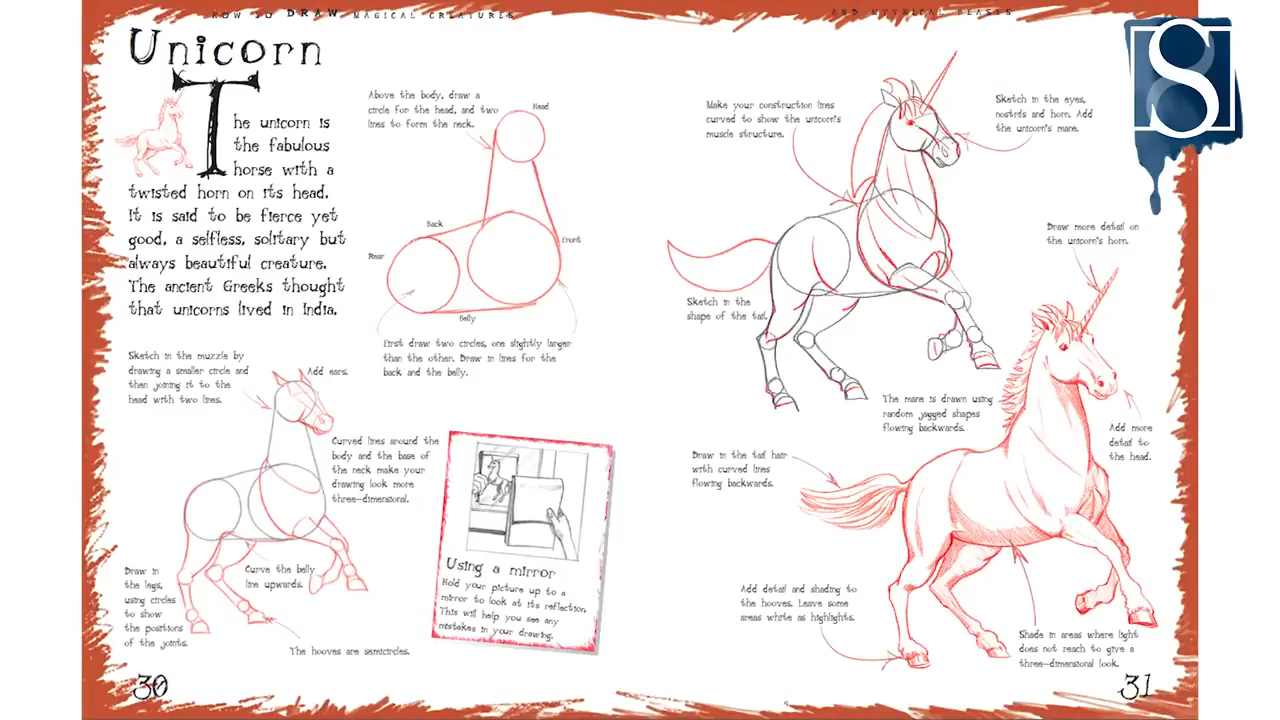 HOW TO DRAW MAGICAL CREATURES
AND MYTHICAL BEASTS
Unicorn
The unicorn is
the fabulous
horse with a
twisted horn on its head.
It is said to be fierce yet
good, a selfless, solitary but
always beautiful creature.
The ancient Greeks thought
that unicorns lived in India.
Above the body, draw a
circle for the head, and two
lines to form the neck.
Head
Back
Front
Rear
Belly
First draw two circles, one slightly larger
than the other. Draw in lines for the
back and the belly.
Sketch in the muzzle by
drawing a smaller circle and
then joining it to the
head with two lines.
Add ears.
Curved lines around the
body and the base of
the neck make your
drawing look more
three-dimensional.
Draw in
the legs,
using circles
to show
the positions
of the joints.
Curve the belly
line upwards.
The hooves are semicircles.
Using a mirror
Hold your picture up to a
mirror to look at its reflection.
This will help you see any
mistakes in your drawing.
30
Make your construction lines
curved to show the unicorn's
muscle structure.
Sketch in the eyes,
nostrils and horn. Add
the unicorn's mane.
Sketch in the
shape of the tail.
Draw more detail on
the unicorn's horn.
The mane is drawn using
random jagged shapes
flowing backwards.
Add more
detail to
the head.
Draw in the tail hair
with curved lines
flowing backwards.
Add detail and shading to
the hooves. Leave some
areas white as highlights.
Shade in areas where light
does not reach to give a
three-dimensional look.
31
S